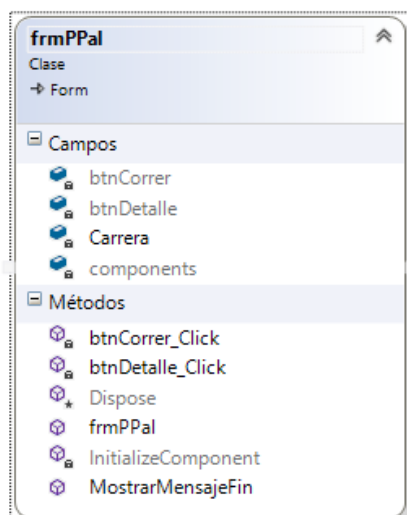 frmPPal
Clase
Form
Campos
btnCorrer
btnDetalle
Carrera
components
Métodos
btnCorrer_Click
btnDetalle_Click
Dispose
frmPPal
InitializeComponent
MostrarMensajeFin